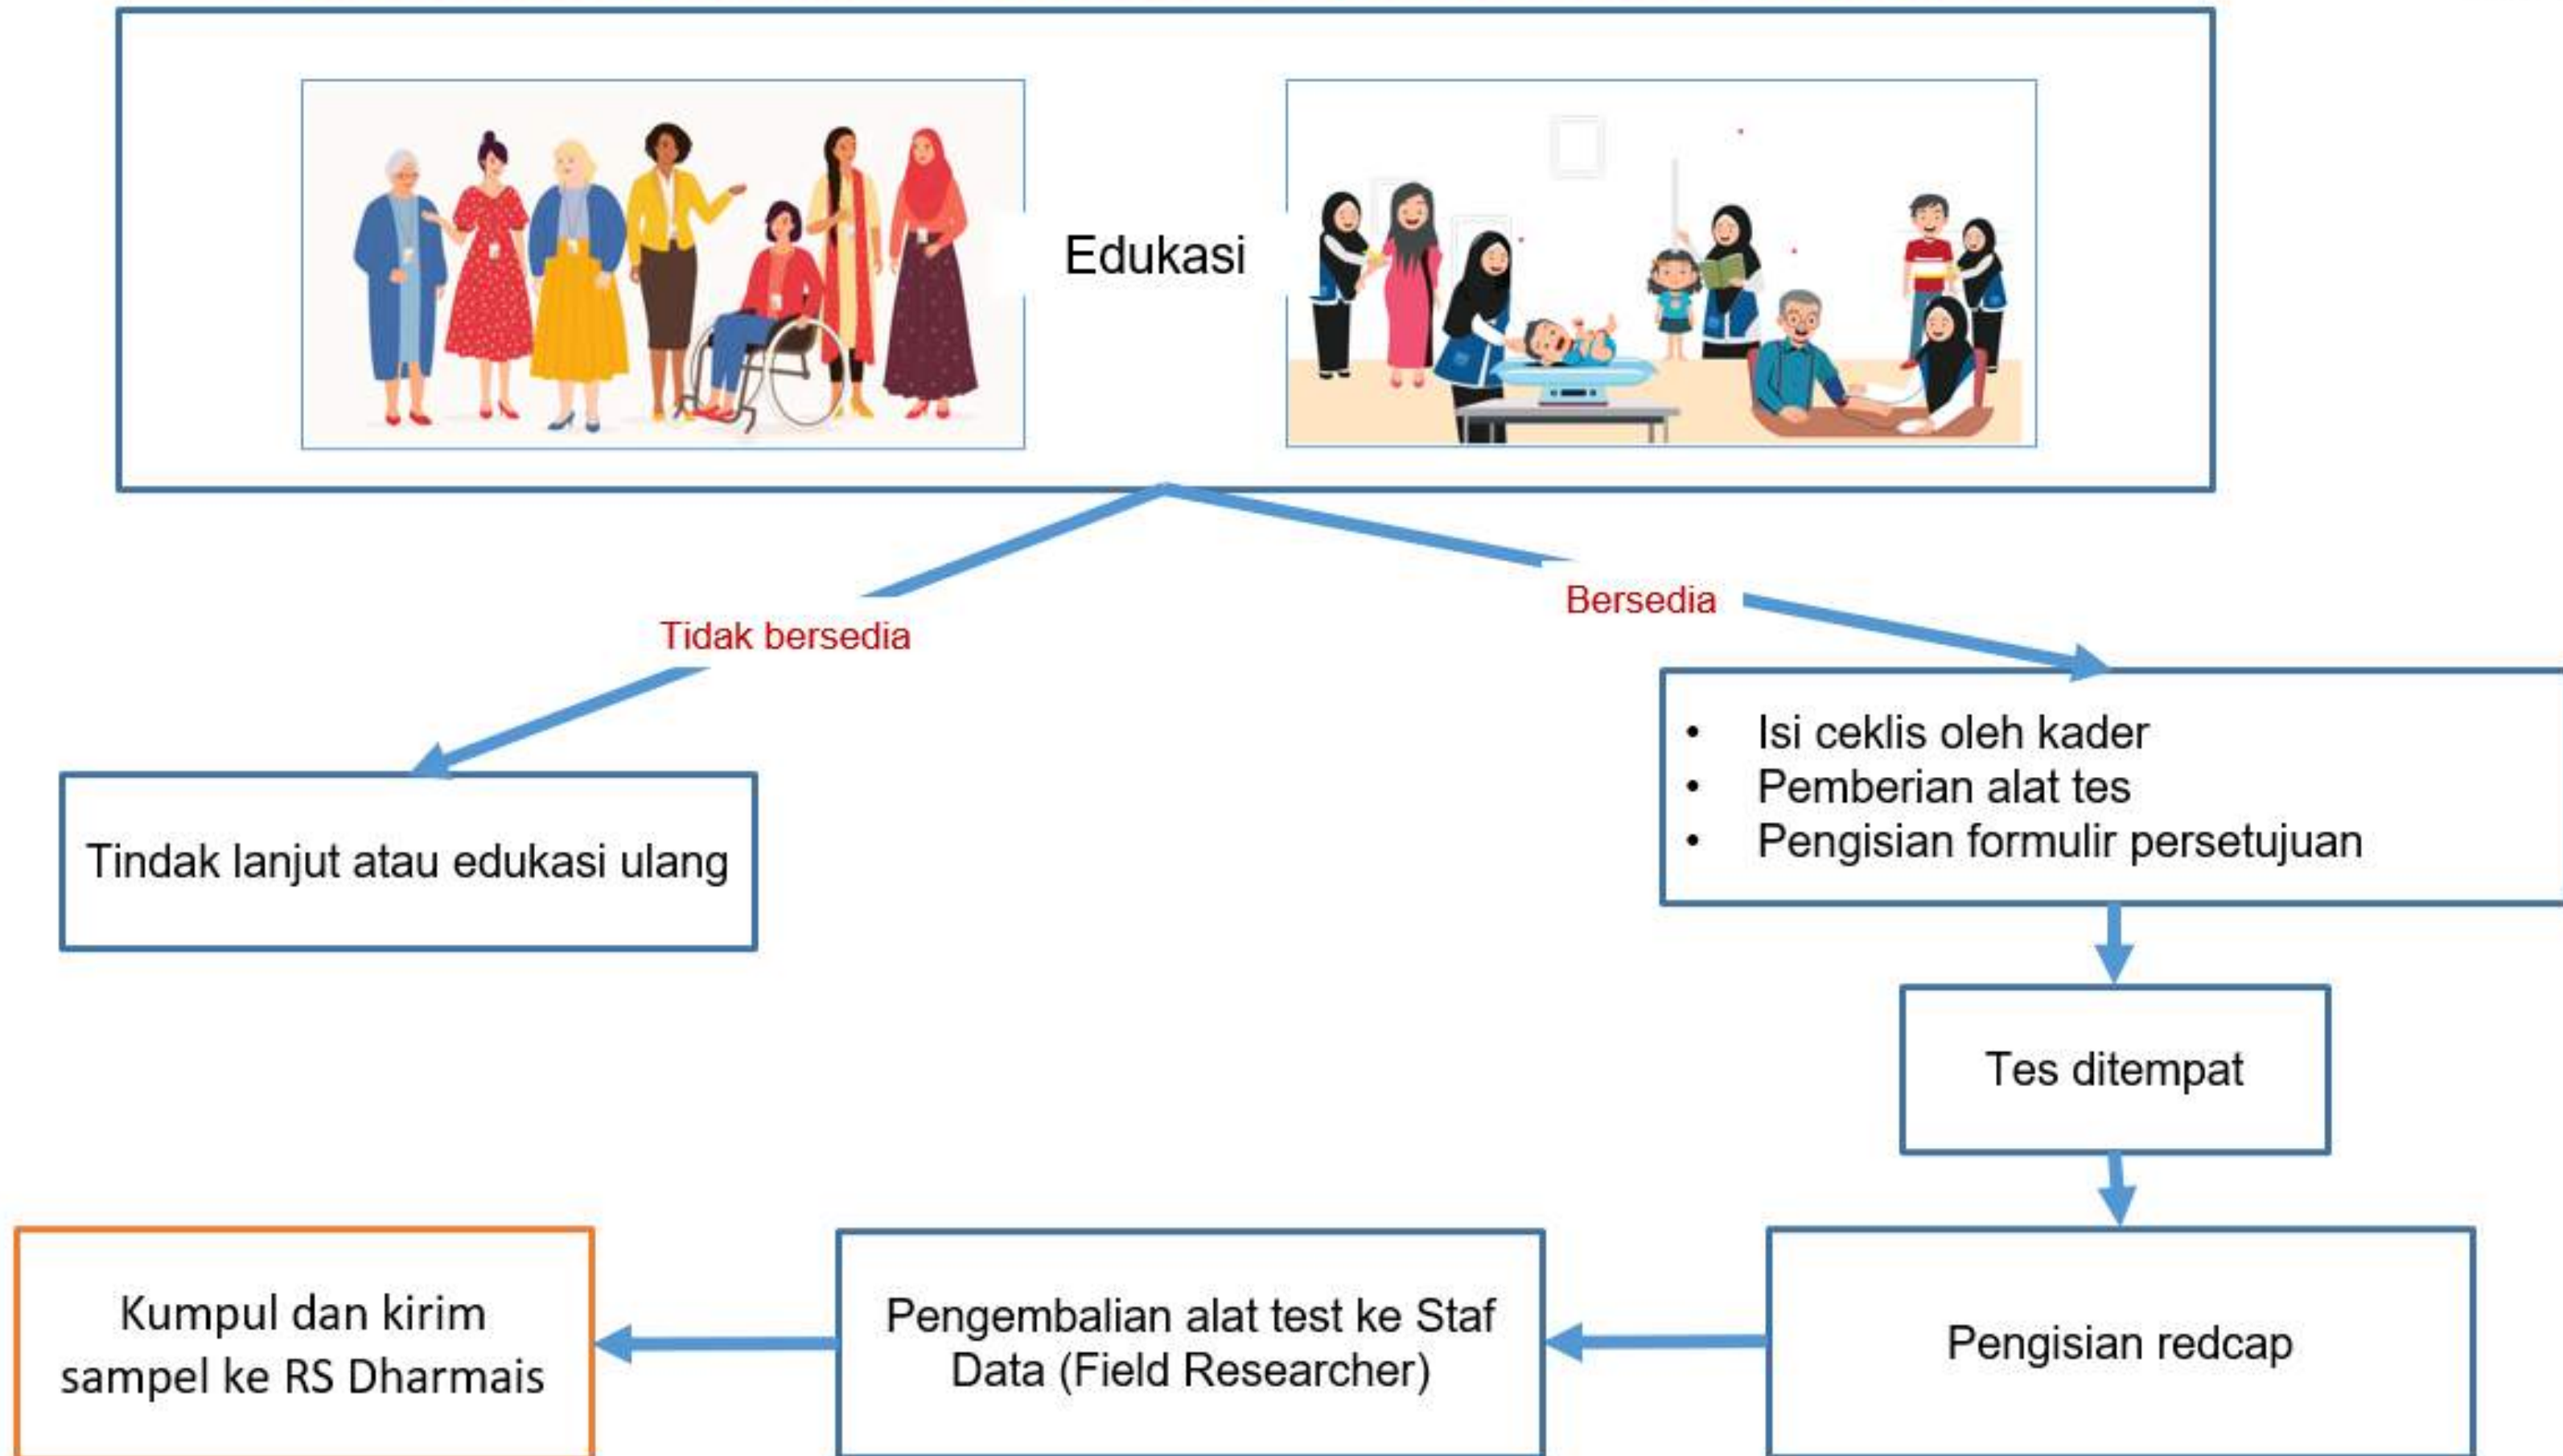 Edukasi
Tidak bersedia
Bersedia
Tindak lanjut atau edukasi ulang
• Isi ceklis oleh kader
• Pemberian alat tes
• Pengisian formulir persetujuan
Tes ditempat
Pengisian redcap
Pengembalian alat test ke Staf
Data (Field Researcher)
Kumpul dan kirim
sampel ke RS Dharmais